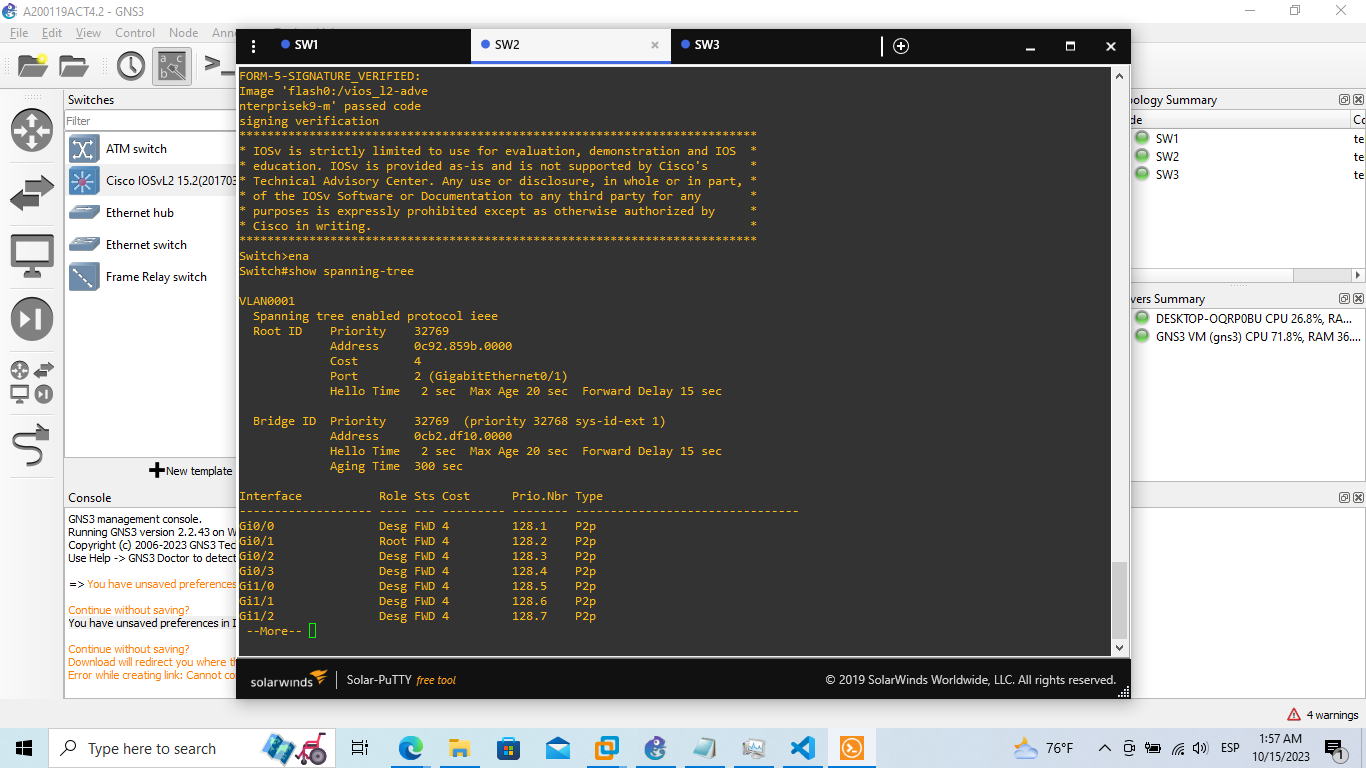 A200119ACT4.2 - GNS3
File Edit View Control Node Anno
SW1
SW2
SW3
Switches
Filter
ATM switch
Cisco IOSvL2 15.2(201703
Ethernet hub
Ethernet switch
Frame Relay switch
New template
Console
GNS3 management console.
Running GNS3 version 2.2.43 on W
Copyright (c) 2006-2023 GNS3 Tec
Use Help -> GNS3 Doctor to detect
=> You have unsaved preferences
Continue without saving?
You have unsaved preferences in I
Continue without saving?
Download will redirect you where th
Error while creating link: Cannot co
FORM-5-SIGNATURE_VERIFIED:
Image 'flash0:/vios_l2-adve
nterprisek9-m' passed code
signing verification
**************************************************************************
* IOSv is strictly limited to use for evaluation, demonstration and IOS  *
* education. IOSv is provided as-is and is not supported by Cisco's      *
* Technical Advisory Center. Any use or disclosure, in whole or in part, *
* of the IOSv Software or Documentation to any third party for any       *
* purposes is expressly prohibited except as otherwise authorized by     *
* Cisco in writing.                                                      *
**************************************************************************
Switch>ena
Switch#show spanning-tree
VLAN0001
  Spanning tree enabled protocol ieee
  Root ID    Priority    32769
             Address     0c92.859b.0000
             Cost        4
             Port        2 (GigabitEthernet0/1)
             Hello Time   2 sec  Max Age 20 sec  Forward Delay 15 sec
  Bridge ID  Priority    32769  (priority 32768 sys-id-ext 1)
             Address     0cb2.df10.0000
             Hello Time   2 sec  Max Age 20 sec  Forward Delay 15 sec
             Aging Time  300 sec
Interface           Role Sts Cost      Prio.Nbr Type
------------------- ---- --- --------- -------- --------------------------------
Gi0/0               Desg FWD 4         128.1    P2p
Gi0/1               Root FWD 4         128.2    P2p
Gi0/2               Desg FWD 4         128.3    P2p
Gi0/3               Desg FWD 4         128.4    P2p
Gi1/0               Desg FWD 4         128.5    P2p
Gi1/1               Desg FWD 4         128.6    P2p
Gi1/2               Desg FWD 4         128.7    P2p
 --More--
solarwinds Solar-PuTTY free tool © 2019 SolarWinds Worldwide, LLC. All rights reserved.
pology Summary
de Co
SW1 te
SW2 te
SW3 te
vers Summary
DESKTOP-OQRP0BU CPU 26.8%, RA...
GNS3 VM (gns3) CPU 71.8%, RAM 36....
4 warnings
Type here to search
76°F
ESP
1:57 AM
10/15/2023
1